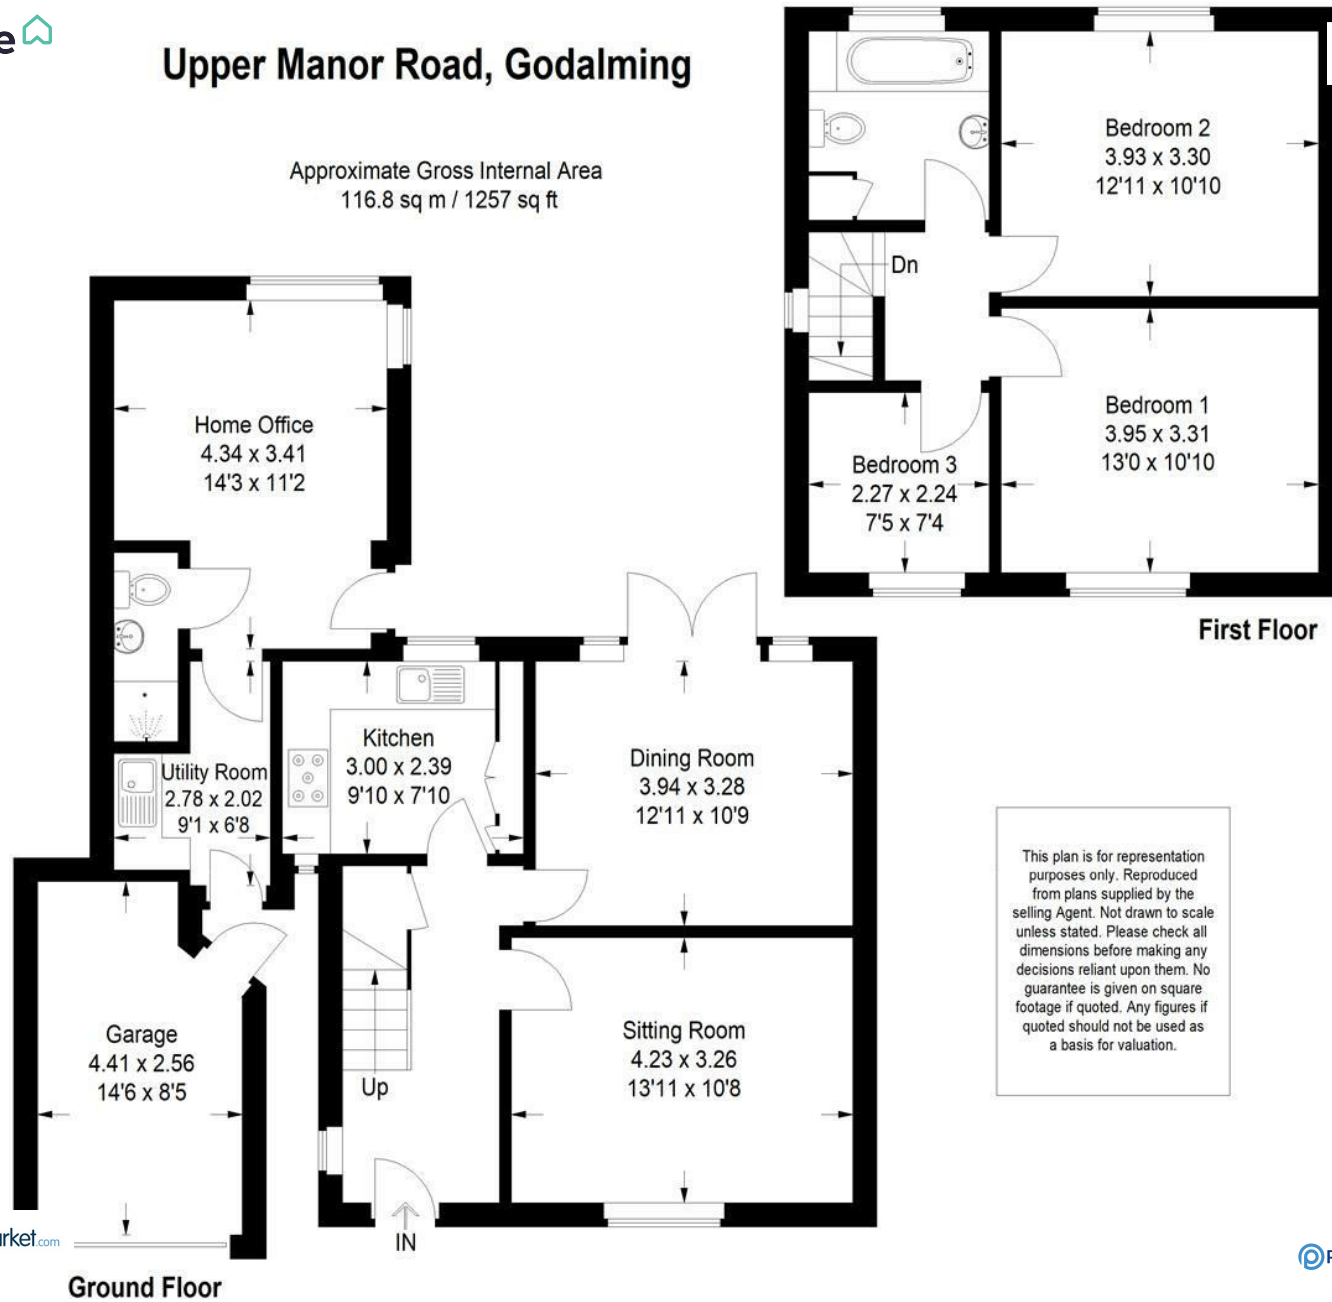 e
Upper Manor Road, Godalming
Approximate Gross Internal Area
116.8 sq m / 1257 sq ft
Bedroom 2
3.93 x 3.30
12'11 x 10'10
Dn
Bedroom 1
3.95 x 3.31
13'0 x 10'10
Bedroom 3
2.27 x 2.24
7'5 x 7'4
First Floor
Home Office
4.34 x 3.41
14'3 x 11'2
Kitchen
3.00 x 2.39
9'10 x 7'10
Utility Room
2.78 x 2.02
9'1 x 6'8
Dining Room
3.94 x 3.28
12'11 x 10'9
Garage
4.41 x 2.56
14'6 x 8'5
Up
Sitting Room
4.23 x 3.26
13'11 x 10'8
IN
This plan is for representation
purposes only. Reproduced
from plans supplied by the
selling Agent. Not drawn to scale
unless stated. Please check all
dimensions before making any
decisions reliant upon them. No
guarantee is given on square
footage if quoted. Any figures if
quoted should not be used as
a basis for valuation.
rket.com
Ground Floor